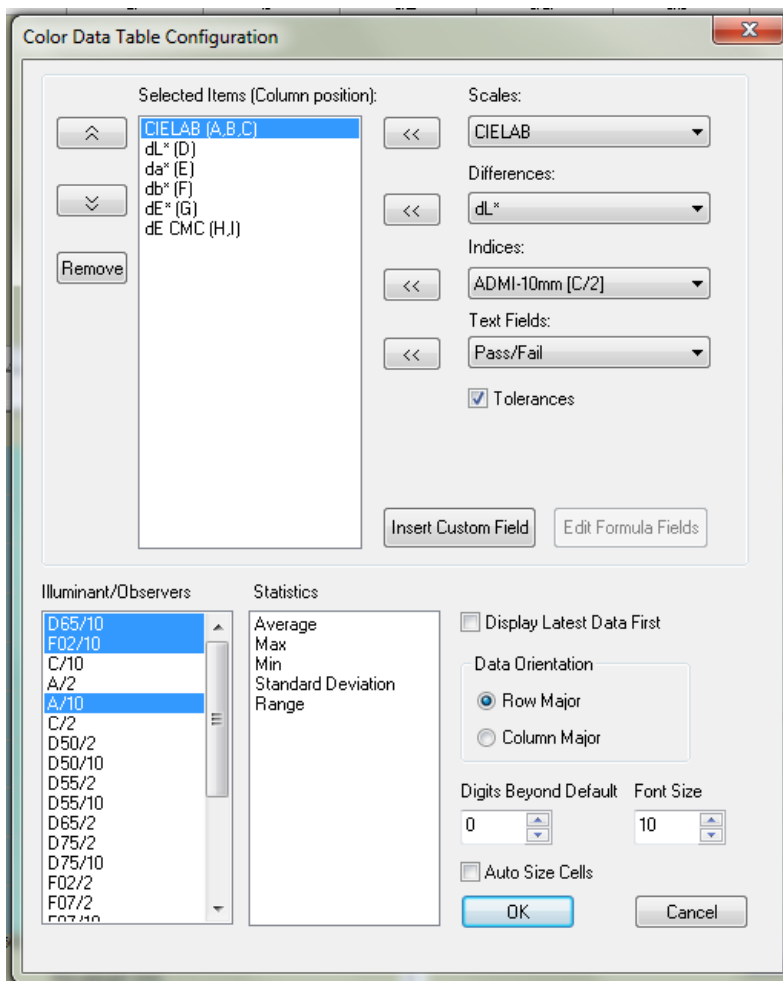 Color Data Table Configuration
Selected Items (Column position):
CIELAB (A,B,C)
dL* (D)
da* (E)
db* (F)
dE* (G)
dE CMC (H,I)
Remove
Scales:
<< CIELAB
Differences:
<< dL*
Indices:
<< ADMI-10mm [C/2]
Text Fields:
<< Pass/Fail
Tolerances
Insert Custom Field
Edit Formula Fields
Illuminant/Observers
D65/10
F02/10
C/10
A/2
A/10
C/2
D50/2
D50/10
D55/2
D55/10
D65/2
D75/2
D75/10
F02/2
F07/2
F07/10
Statistics
Average
Max
Min
Standard Deviation
Range
Display Latest Data First
Data Orientation
Row Major
Column Major
Digits Beyond Default Font Size
0 10
Auto Size Cells
OK Cancel